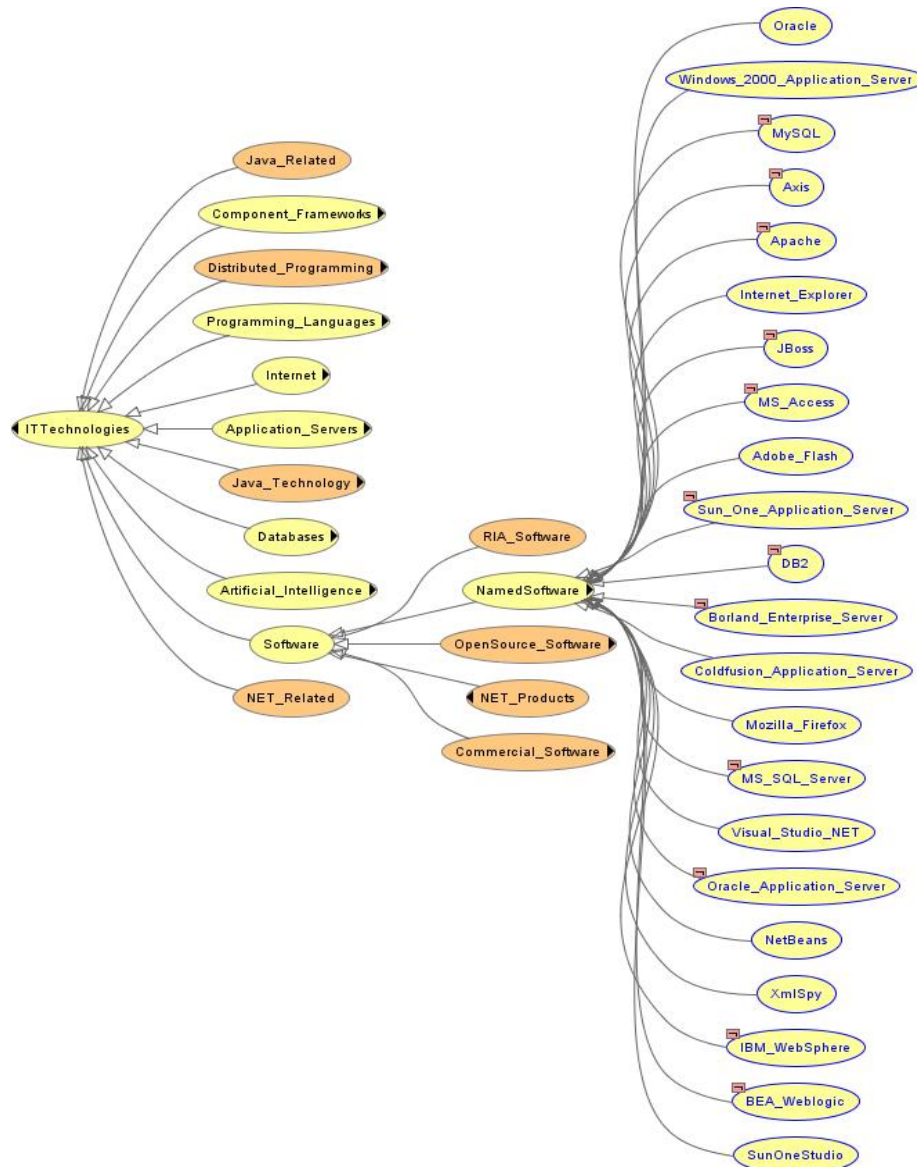 Oracle
Windows_2000_Application_Server
MySQL
Java_Related
Axis
Component_Frameworks
Apache
Distributed_Programming
Internet_Explorer
Programming_Languages
JBoss
Internet
MS_Access
ITTechnologies
Application_Servers
Adobe_Flash
Java_Technology
Sun_One_Application_Server
Databases
RIA_Software
DB2
Artificial_Intelligence
NamedSoftware
Borland_Enterprise_Server
Software
OpenSource_Software
Coldfusion_Application_Server
NET_Related
NET_Products
Mozilla_Firefox
Commercial_Software
MS_SQL_Server
Visual_Studio_NET
Oracle_Application_Server
NetBeans
XmlSpy
IBM_WebSphere
BEA_Weblogic
SunOneStudio